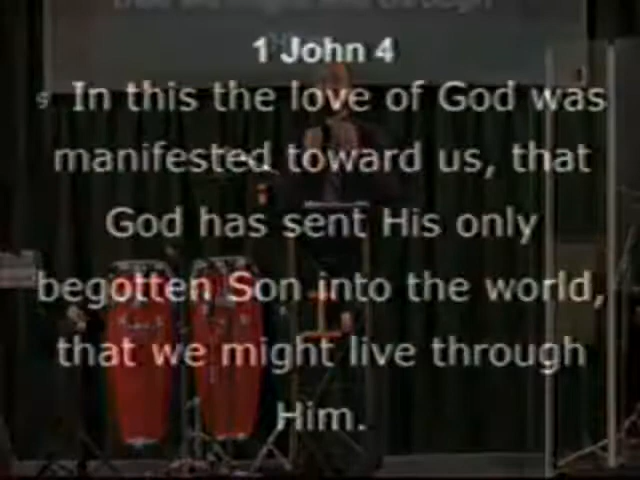 1 John 4
9 In this the love of God was
manifested toward us, that
God has sent His only
begotten Son into the world,
that we might live through
Him.